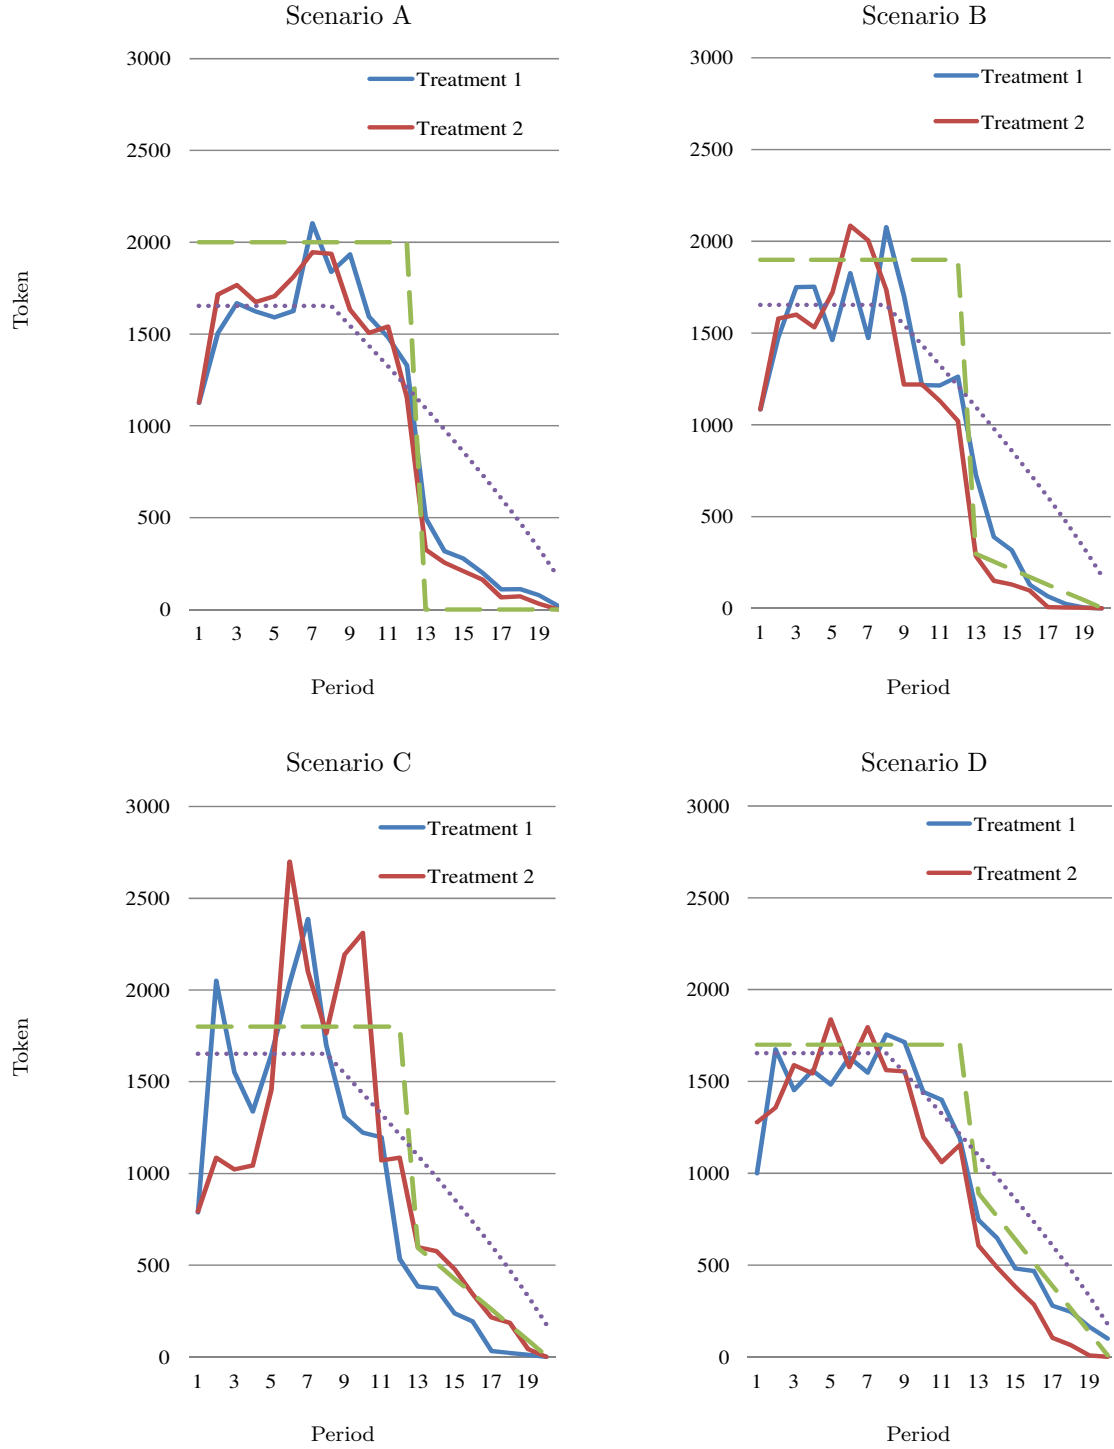 Scenario A
3000
2500
2000
1500
1000
500
0
Treatment 1
Treatment 2
1 3 5 7 9 11 13 15 17 19
Token
Period
Scenario B
3000
2500
2000
1500
1000
500
0
Treatment 1
Treatment 2
1 3 5 7 9 11 13 15 17 19
Period
Scenario C
3000
2500
2000
1500
1000
500
0
Treatment 1
Treatment 2
1 3 5 7 9 11 13 15 17 19
Token
Period
Scenario D
3000
2500
2000
1500
1000
500
0
Treatment 1
Treatment 2
1 3 5 7 9 11 13 15 17 19
Period